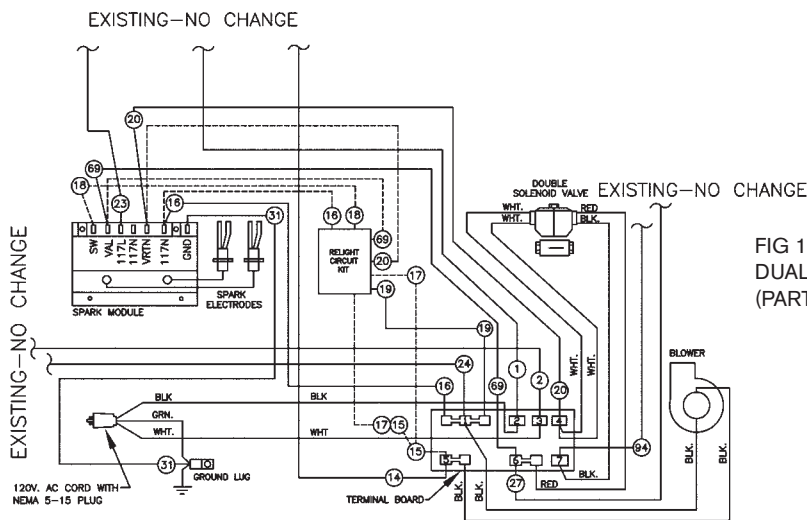 EXISTING–NO CHANGE
20
69
18
23
16
31
SW
VAL
117L
117N
VRTN
117N
GND
SPARK MODULE
SPARK
ELECTRODES
16
18
RELIGHT
CIRCUIT
KIT
69
20
17
19
19
DOUBLE
SOLENOID VALVE
EXISTING–NO CHANGE
WHT.
WHT.
RED
BLK.
FIG 1
DUAL
(PART
EXISTING–NO CHANGE
24
16
69
1
2
20
WHT.
WHT.
BLOWER
BLK
BLK
GRN.
WHT.
WHT
1
2
3
4
17
15
15
5
6
7
94
31
GROUND LUG
14
27
RED
BLK.
BLK.
BLK.
BLK.
BLK.
120V. AC CORD WITH
NEMA 5–15 PLUG
TERMINAL BOARD